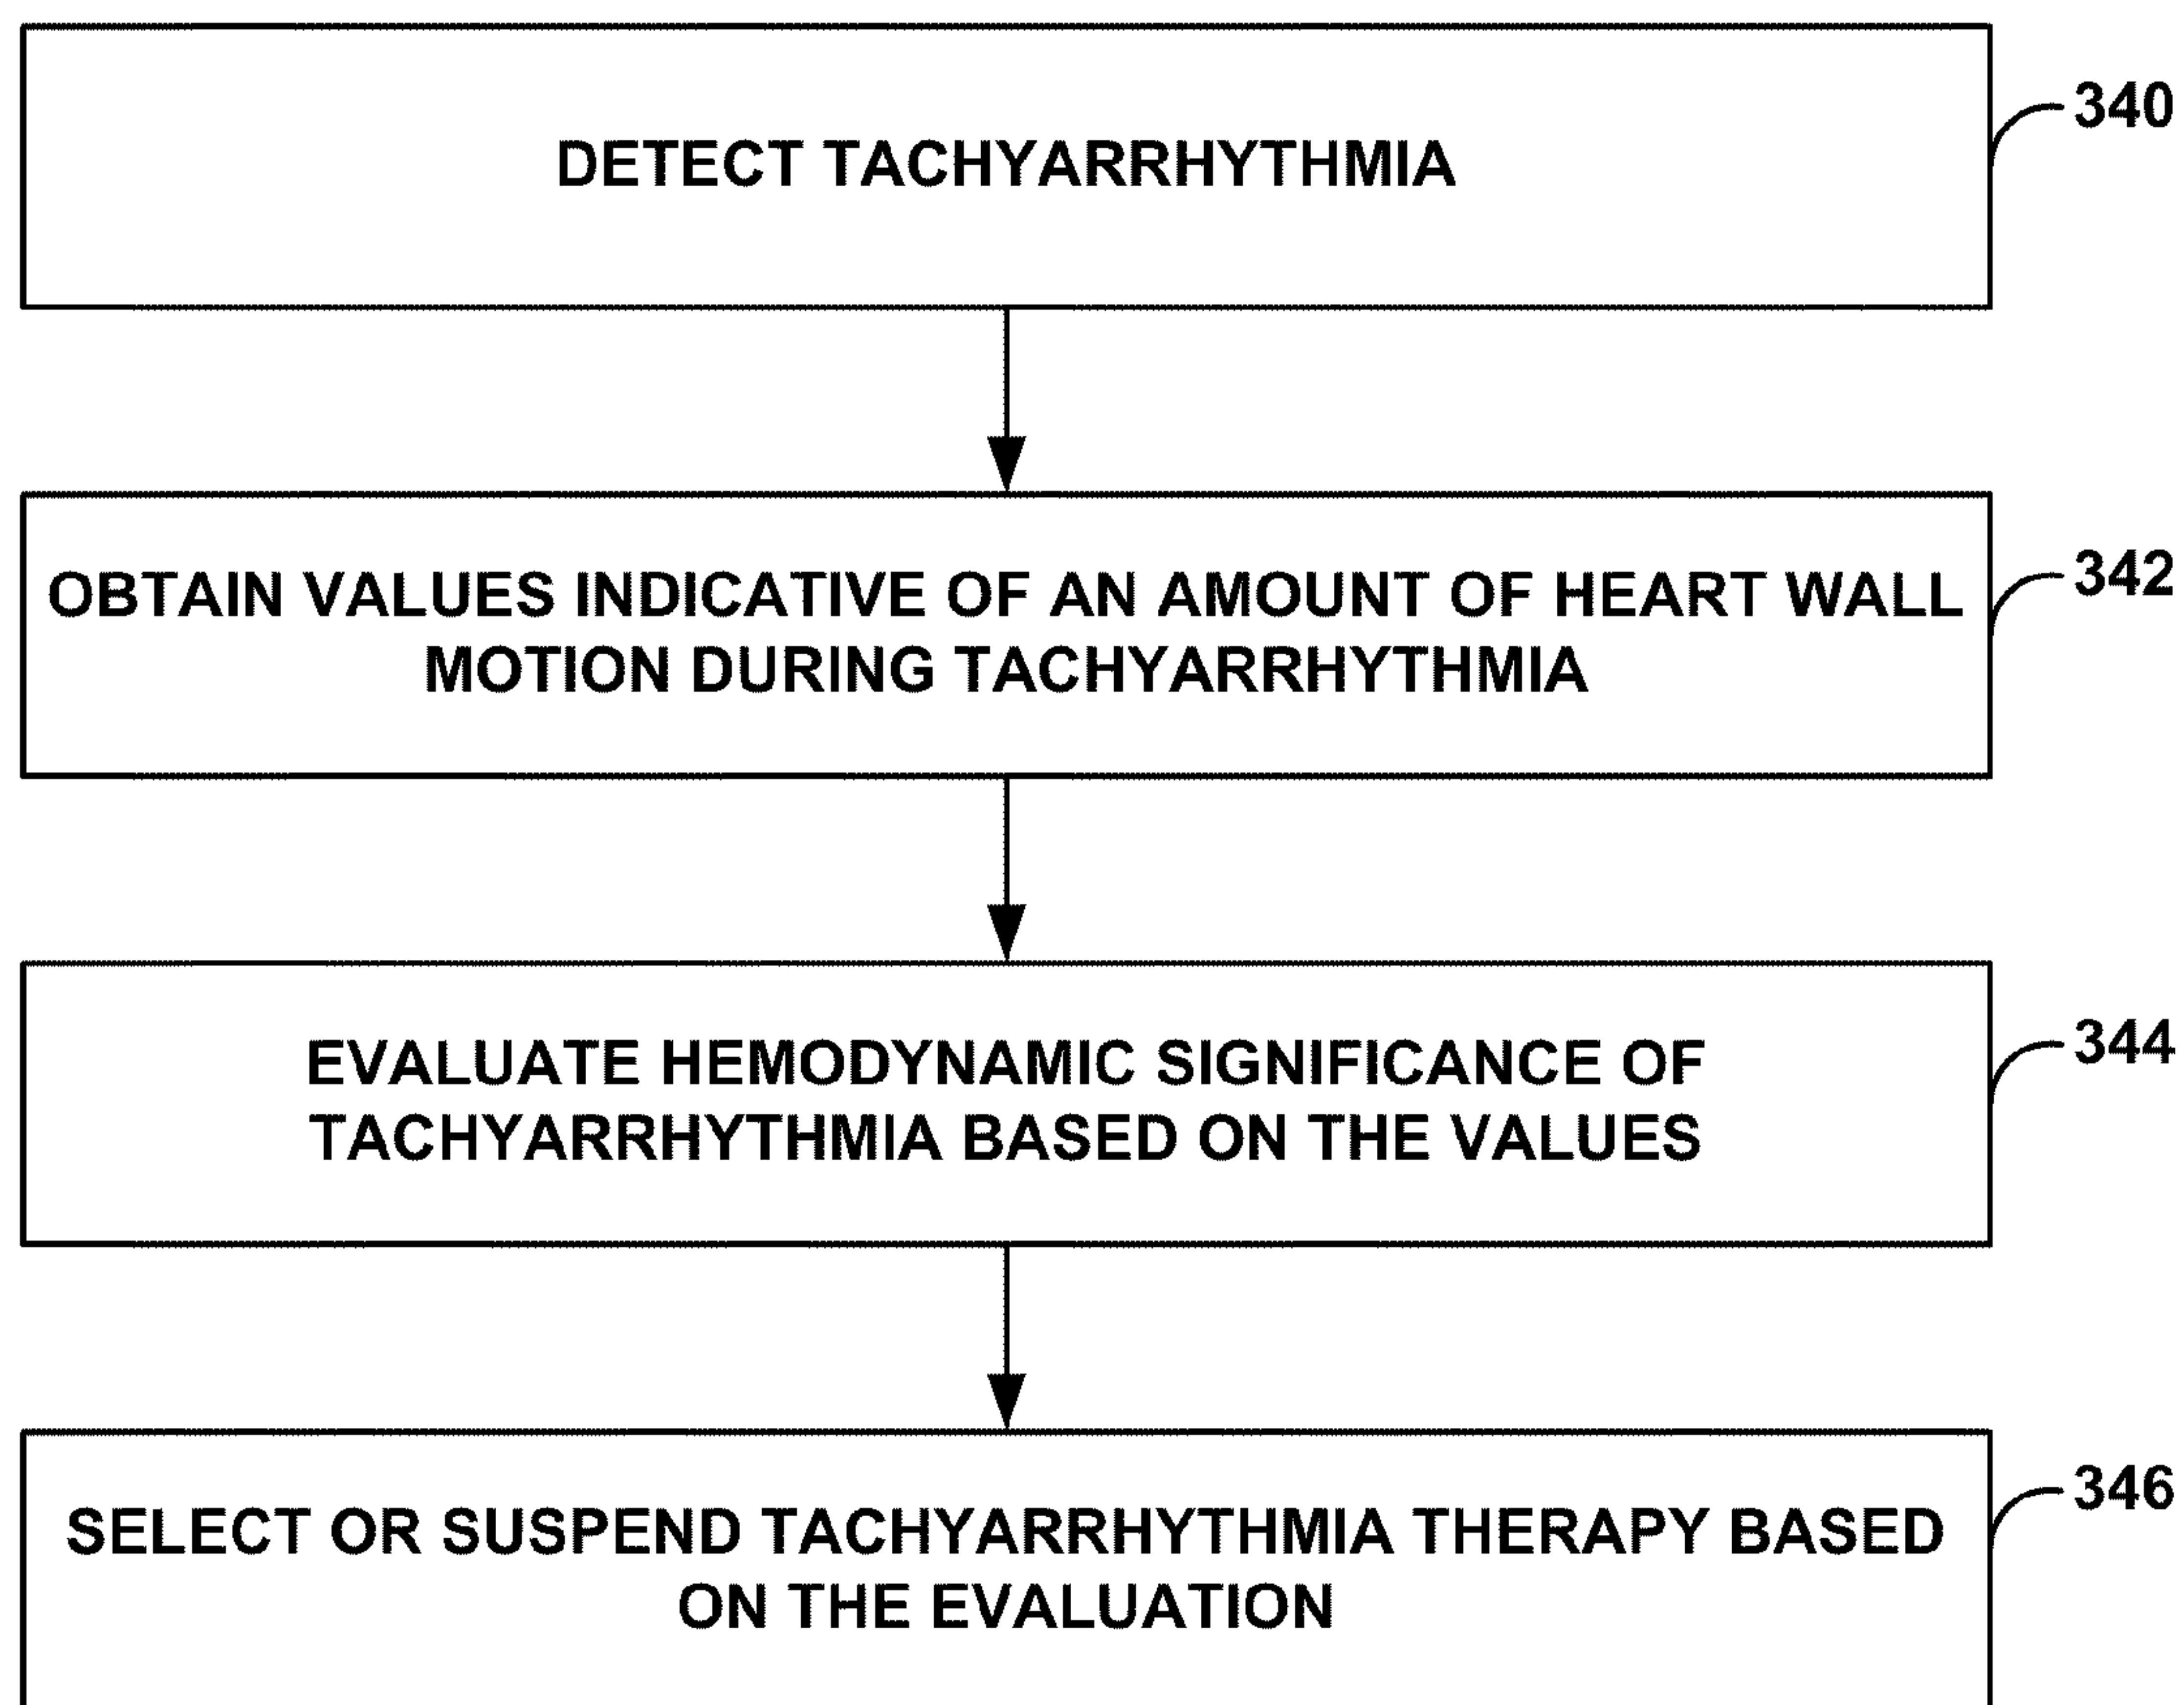 DETECT TACHYARRHYTHMIA
340
OBTAIN VALUES INDICATIVE OF AN AMOUNT OF HEART WALL
MOTION DURING TACHYARRHYTHMIA
342
EVALUATE HEMODYNAMIC SIGNIFICANCE OF
TACHYARRHYTHMIA BASED ON THE VALUES
344
SELECT OR SUSPEND TACHYARRHYTHMIA THERAPY BASED
ON THE EVALUATION
346